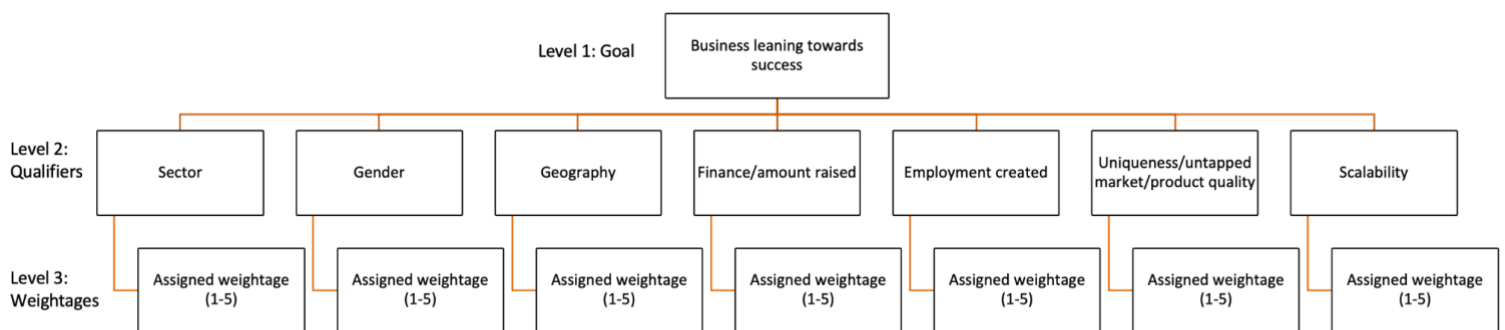 Level 1: Goal
Business leaning towards
success
Level 2:
Qualifiers
Sector
Gender
Geography
Finance/amount raised
Employment created
Uniqueness/untapped
market/product quality
Scalability
Level 3:
Weightages
Assigned weightage
(1-5)
Assigned weightage
(1-5)
Assigned weightage
(1-5)
Assigned weightage
(1-5)
Assigned weightage
(1-5)
Assigned weightage
(1-5)
Assigned weightage
(1-5)